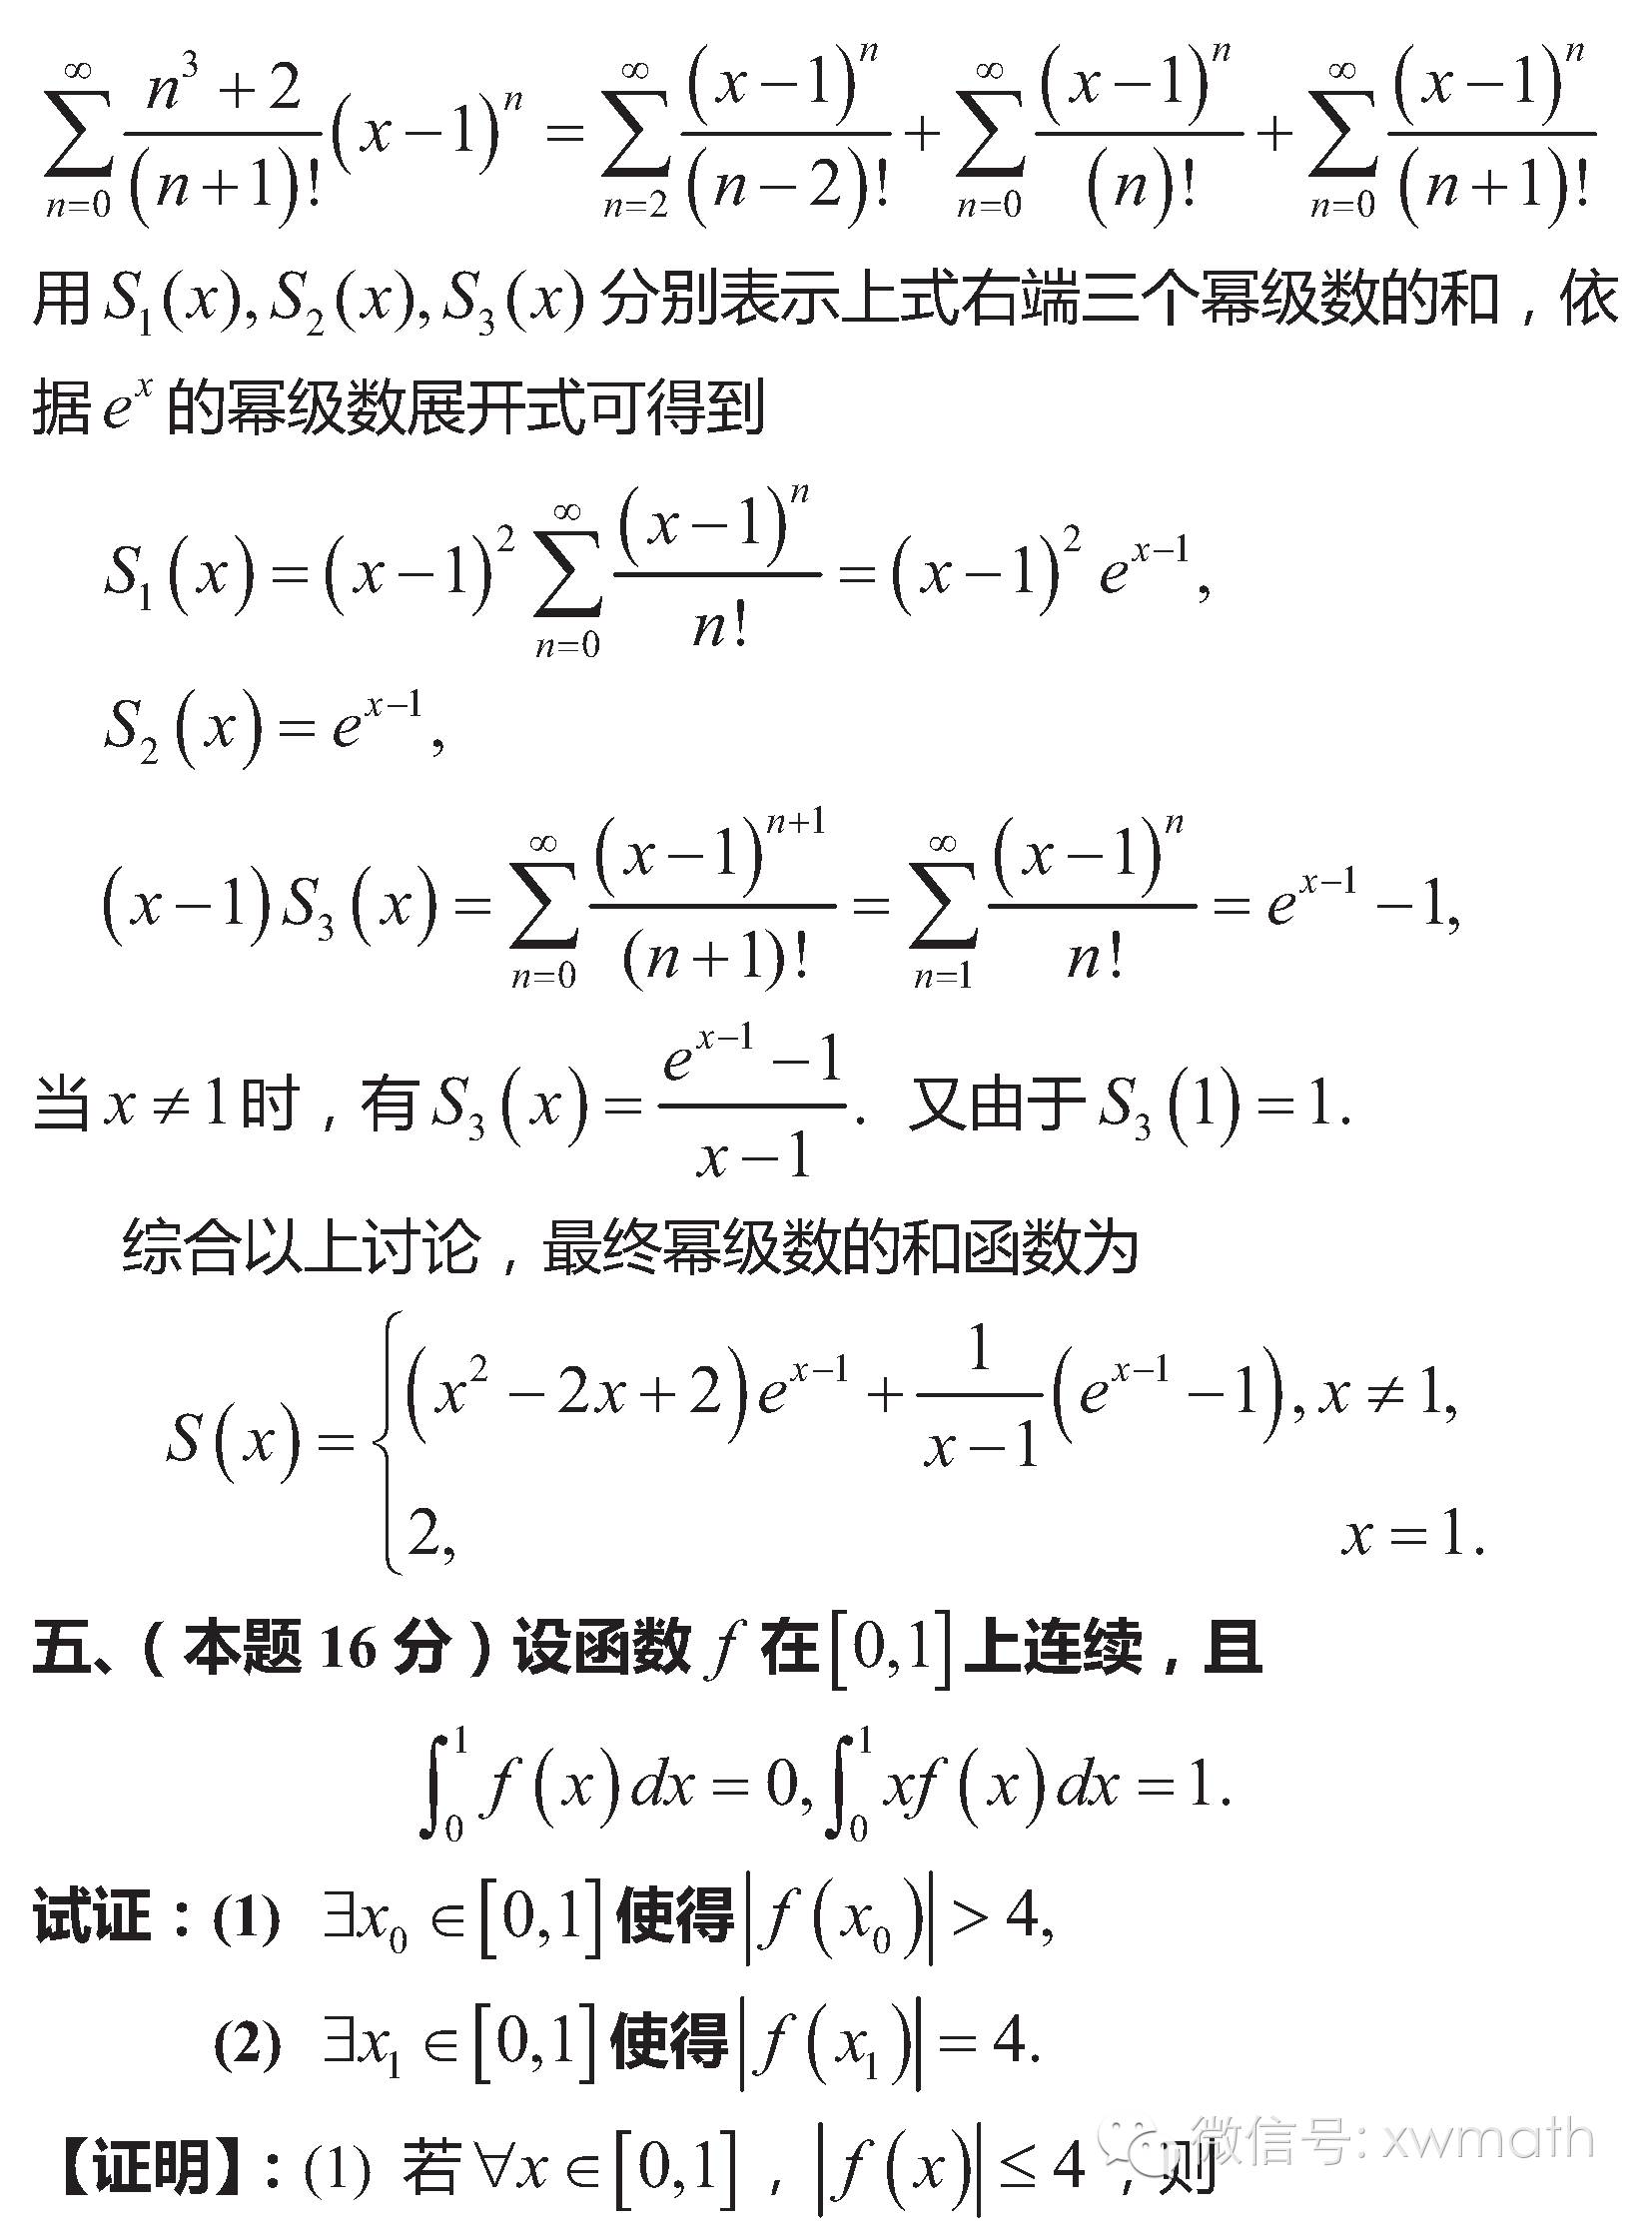 $\sum_{n=0}^{\infty}\frac{n^3+2}{(n+1)!}(x-1)^n=\sum_{n=2}^{\infty}\frac{(x-1)^n}{(n-2)!}+\sum_{n=0}^{\infty}\frac{(x-1)^n}{(n)!}+\sum_{n=0}^{\infty}\frac{(x-1)^n}{(n+1)!}$
用 $S_1(x),S_2(x),S_3(x)$ 分别表示上式右端三个幂级数的和，依
据 $e^x$ 的幂级数展开式可得到
$S_1(x)=(x-1)^2\sum_{n=0}^{\infty}\frac{(x-1)^n}{n!}=(x-1)^2e^{x-1},$
$S_2(x)=e^{x-1},$
$(x-1)S_3(x)=\sum_{n=0}^{\infty}\frac{(x-1)^{n+1}}{(n+1)!}=\sum_{n=1}^{\infty}\frac{(x-1)^n}{n!}=e^{x-1}-1,$
当 $x\neq 1$ 时，有 $S_3(x)=\frac{e^{x-1}-1}{x-1}.$ 又由于 $S_3(1)=1.$
综合以上讨论，最终幂级数的和函数为
$S(x)=\begin{cases}(x^2-2x+2)e^{x-1}+\frac{1}{x-1}(e^{x-1}-1),x\neq 1,\\2,\quad x=1.\end{cases}$
五、（本题 16 分）设函数 $f$ 在 $[0,1]$ 上连续，且
$\int_0^1 f(x)dx=0,\int_0^1 xf(x)dx=1.$
试证：(1) $\exists x_0\in[0,1]$ 使得 $|f(x_0)|>4,$
(2) $\exists x_1\in[0,1]$ 使得 $|f(x_1)|=4.$
【证明】：(1) 若 $\forall x\in[0,1]$，$|f(x)|\leq 4$，则
微信号: xwmath